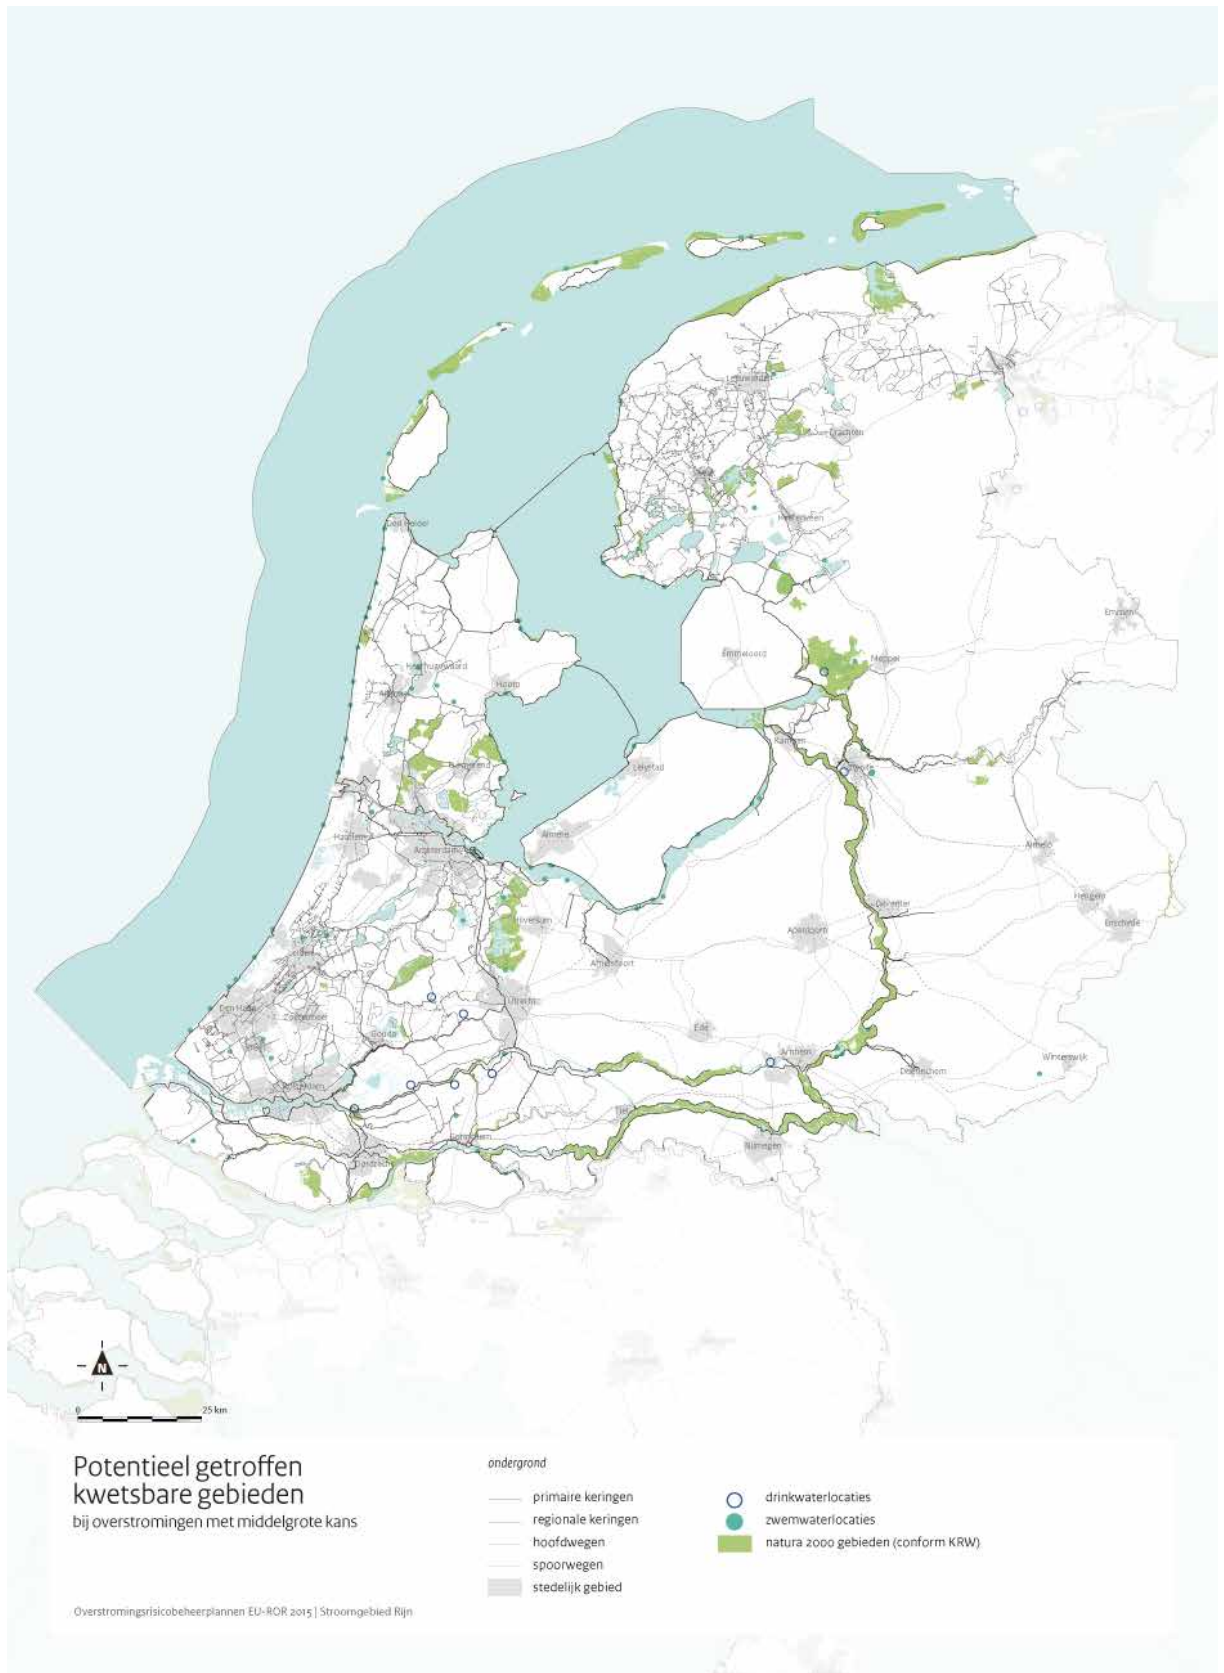 Leeuwarden
Drachten
Den Helder
Heerenveen
Emmen
Emmeloord
Meppel
Heerhugowaard
Hoorn
Kampen
Purmerend
Lelystad
Almere
Haarlem
Amsterdam
Almelo
Hengelo
Enschede
Deventer
Hilversum
Apeldoorn
Amersfoort
Leiden
Utrecht
Den Haag
Zoetermeer
Gouda
Ede
Arnhem
Doetinchem
Winterswijk
Rotterdam
Tiel
Gorinchem
Nijmegen
Dordrecht
N
0 25 km
Potentieel getroffen
kwetsbare gebieden
bij overstromingen met middelgrote kans
ondergrond
primaire keringen
regionale keringen
hoofdwegen
spoorwegen
stedelijk gebied
drinkwaterlocaties
zwemwaterlocaties
natura 2000 gebieden (conform KRW)
Overstromingsrisicobeheerplannen EU-ROR 2015 | Stroomgebied Rijn